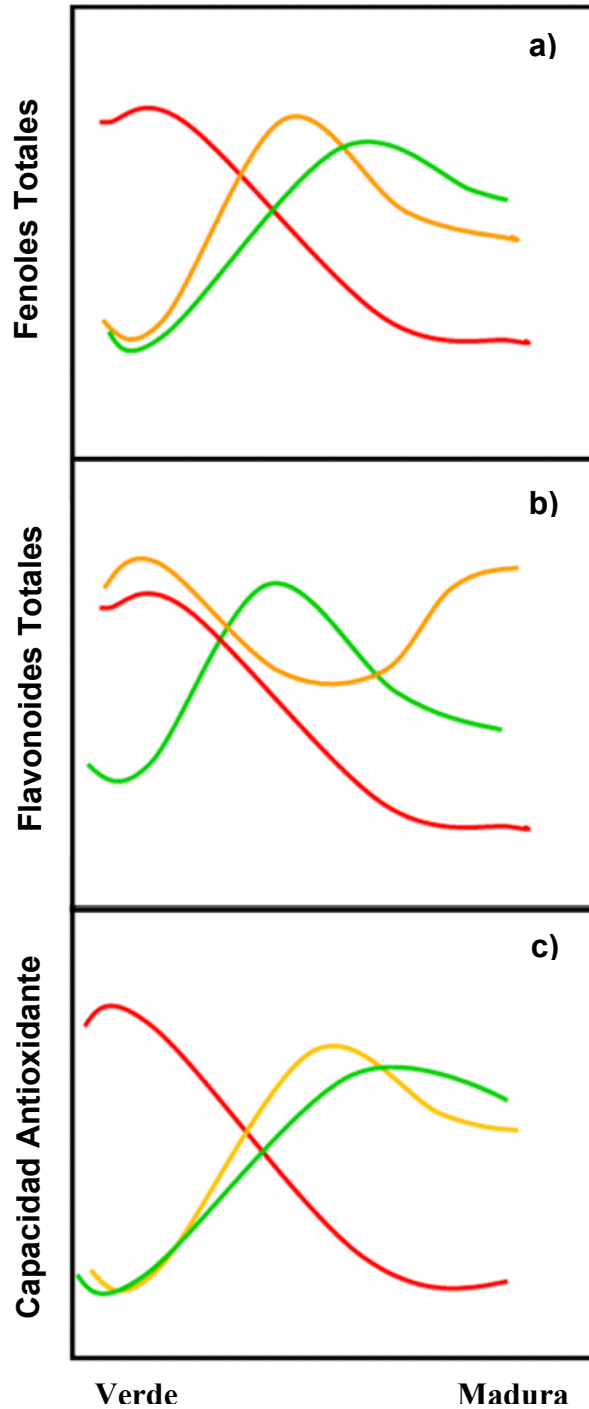 a)
Fenoles Totales
b)
Flavonoides Totales
c)
Capacidad Antioxidante
Verde Madura